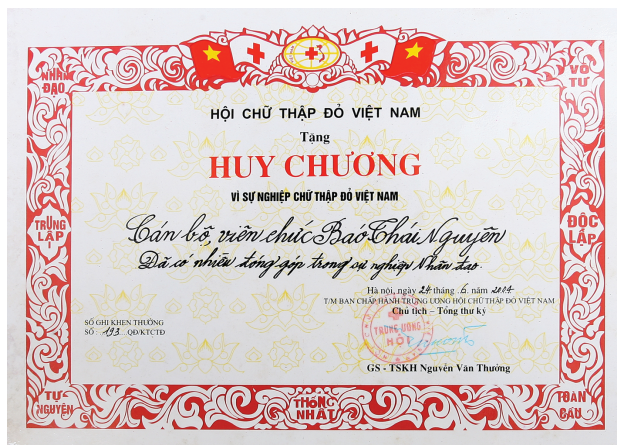 NHÂN ĐẠO
VÔ TƯ
HỘI CHỮ THẬP ĐỎ VIỆT NAM
Tặng
HUY CHƯƠNG
VÌ SỰ NGHIỆP CHỮ THẬP ĐỎ VIỆT NAM
Cán bộ, viên chức Báo Thái Nguyên
Đã có nhiều đóng góp trong sự nghiệp Nhân đạo.
TRUNG LẬP
ĐỘC LẬP
Hà nội, ngày 24 tháng 6 năm 2004
T/M BAN CHẤP HÀNH TRUNG ƯƠNG HỘI CHỮ THẬP ĐỎ VIỆT NAM
Chủ tịch – Tổng thư ký
SỐ GHI KHEN THƯỞNG
SỐ : 193 QĐ/KTCTĐ
TRUNG ƯƠNG
HỘI
GS - TSKH Nguyễn Văn Thưởng
TỰ NGUYỆN
THỐNG NHẤT
TOÀN CẦU